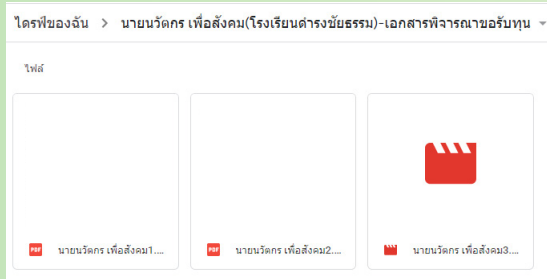 ไดรฟ์ของฉัน > นายนวัตกร เพื่อสังคม(โรงเรียนดำรงชัยธรรม)-เอกสารพิจารณาขอรับทุน
ไฟล์
PDF นายนวัตกร เพื่อสังคม1....
PDF นายนวัตกร เพื่อสังคม2....
นายนวัตกร เพื่อสังคม3....